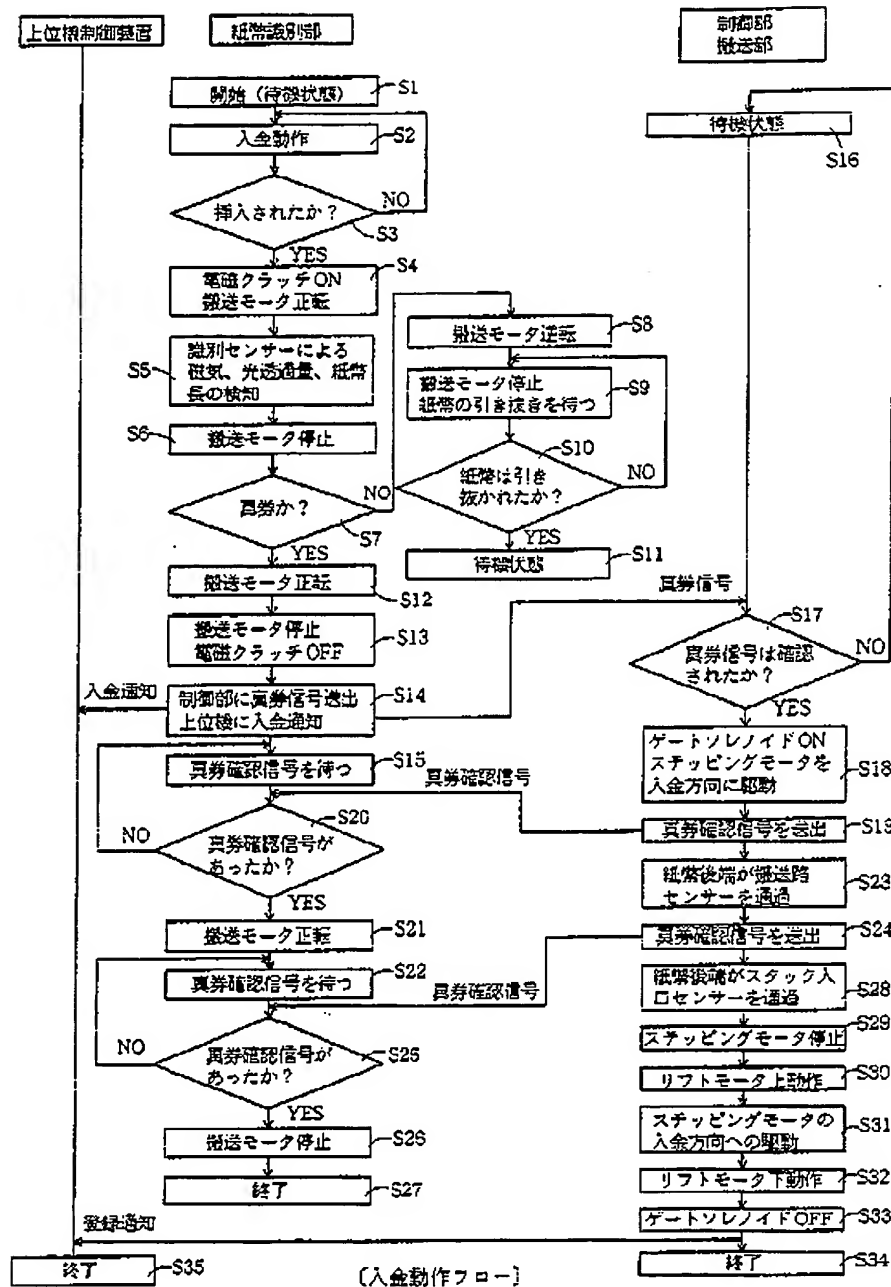 上位機制御装置
紙幣識別部
制御部
搬送部
開始（待機状態）
S1
入金動作
S2
挿入されたか？
NO
S3
YES
電磁クラッチON
搬送モータ正転
S4
識別センサーによる
磁気、光透過量、紙幣
長の検知
S5
搬送モータ停止
S6
真券か？
NO
S7
YES
搬送モータ逆転
S8
搬送モータ停止
紙幣の引き抜きを待つ
S9
紙幣は引き
抜かれたか？
S10
NO
YES
待機状態
S11
搬送モータ正転
S12
搬送モータ停止
電磁クラッチOFF
S13
制御部に真券信号送出
上位機に入金通知
S14
入金通知
真券信号
真券確認信号を待つ
S15
真券確認信号
真券確認信号が
あったか？
S20
NO
YES
搬送モータ正転
S21
真券確認信号を待つ
S22
真券確認信号
真券確認信号が
あったか？
S25
NO
YES
搬送モータ停止
S26
終了
S27
待機状態
S16
真券信号は確認
されたか？
S17
NO
YES
ゲートソレノイドON
ステッピングモータを
入金方向に駆動
S18
真券確認信号を送出
S19
紙幣後端が搬送路
センサーを通過
S23
真券確認信号を送出
S24
紙幣後端がスタック入
口センサーを通過
S28
ステッピングモータ停止
S29
リフトモータ上動作
S30
ステッピングモータの
入金方向への駆動
S31
リフトモータ下動作
S32
ゲートソレノイドOFF
S33
終了
S34
登録通知
終了
S35
〔入金動作フロー〕